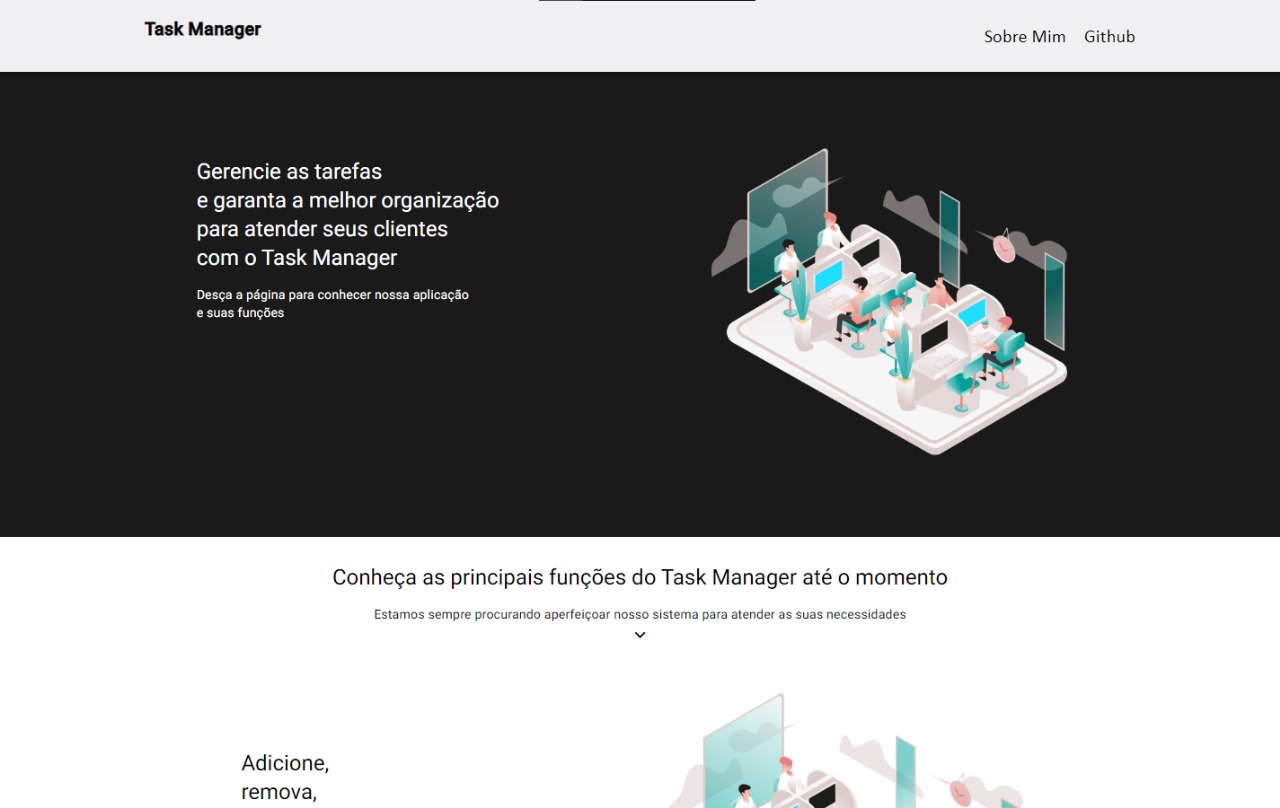 Task Manager
Sobre Mim Github
Gerencie as tarefas
e garanta a melhor organização
para atender seus clientes
com o Task Manager
Desça a página para conhecer nossa aplicação
e suas funções
Conheça as principais funções do Task Manager até o momento
Estamos sempre procurando aperfeiçoar nosso sistema para atender as suas necessidades
Adicione,
remova,